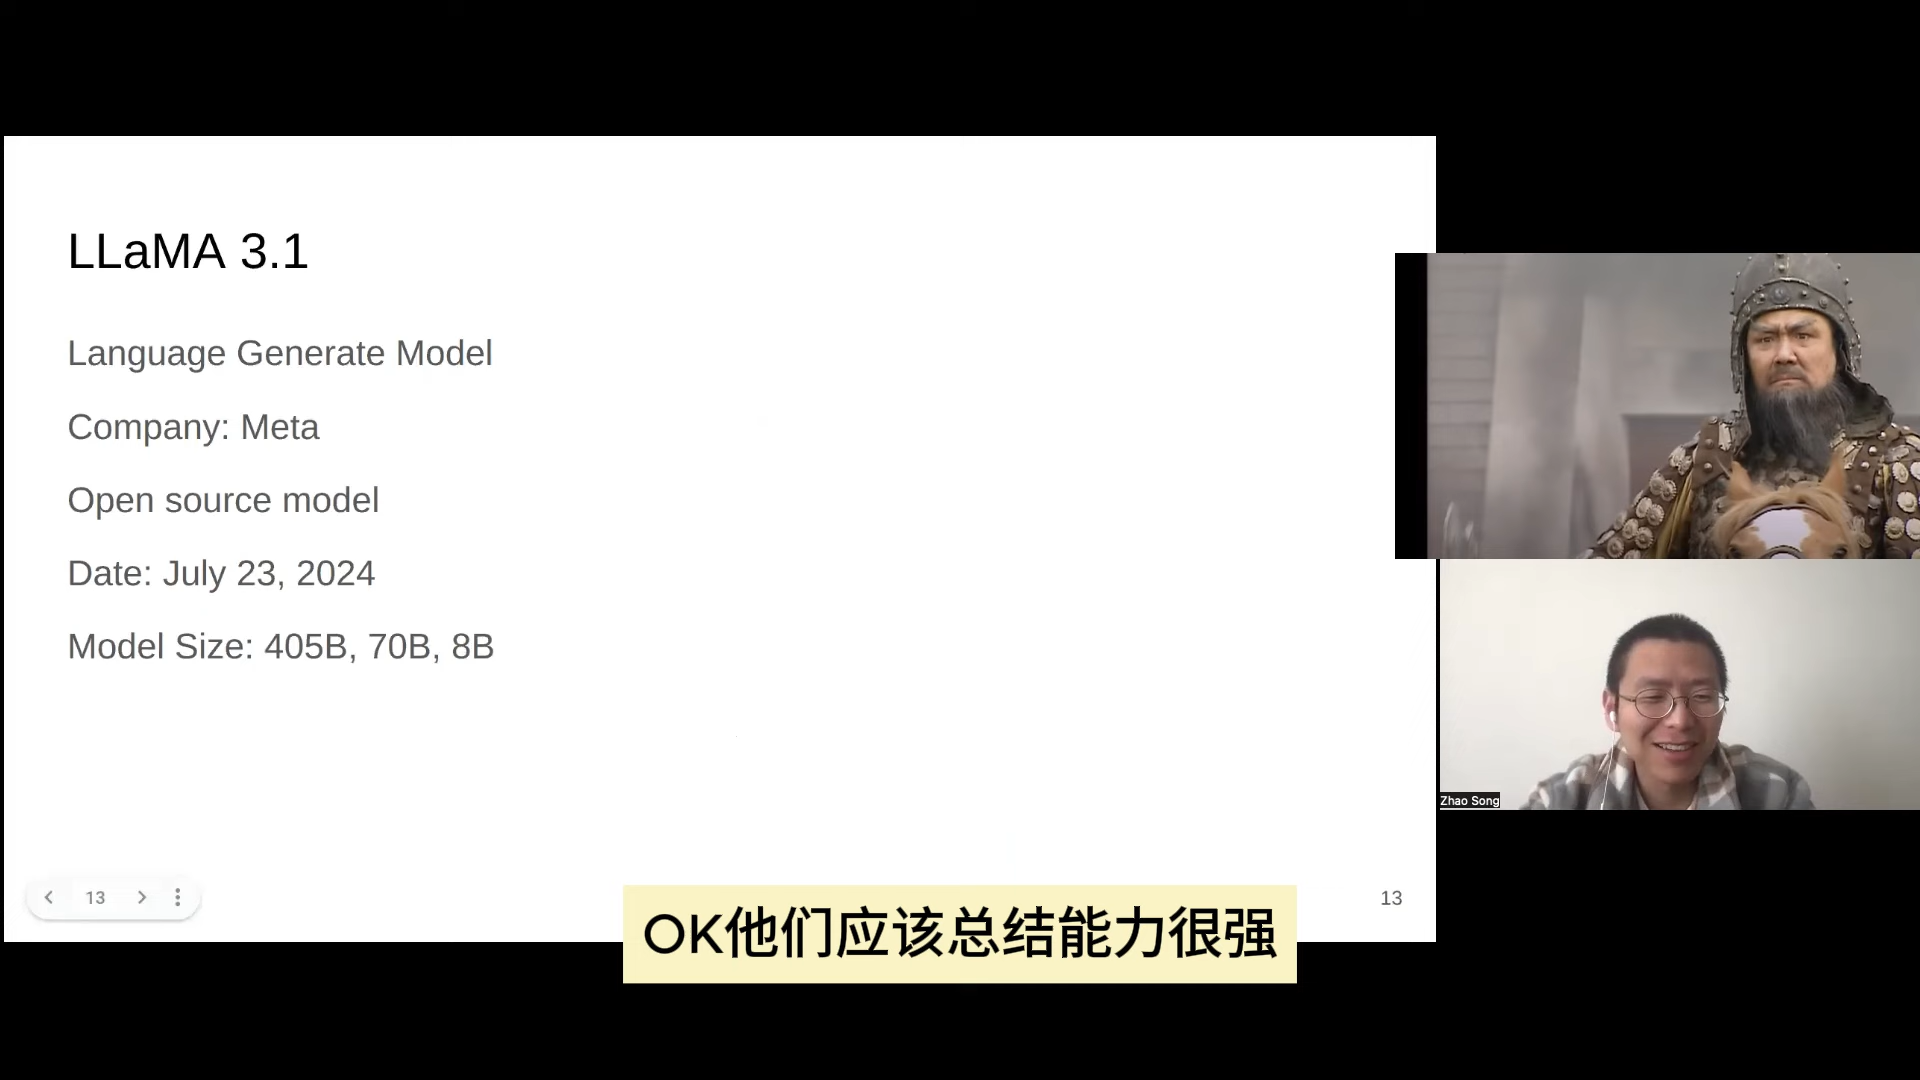 LLaMA 3.1
Language Generate Model
Company: Meta
Open source model
Date: July 23, 2024
Model Size: 405B, 70B, 8B
Zhao Song
13
13
OK他们应该总结能力很强